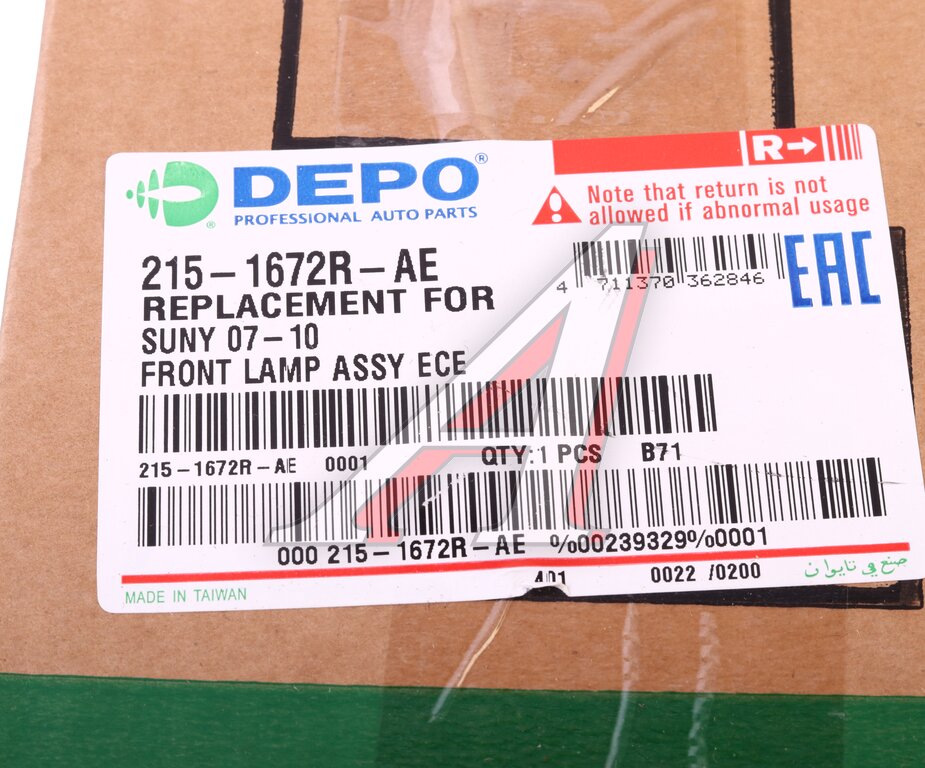 DEPO®
PROFESSIONAL AUTO PARTS
®
R→
Note that return is not
allowed if abnormal usage
215-1672R-AE
REPLACEMENT FOR
SUNY 07-10
FRONT LAMP ASSY ECE
4 711370 362846
EAC
215-1672R-AE 0001 QTY:1 PCS B71
000 215-1672R-AE %00239329%0001
401 0022 /0200
صنع في تايوان
MADE IN TAIWAN